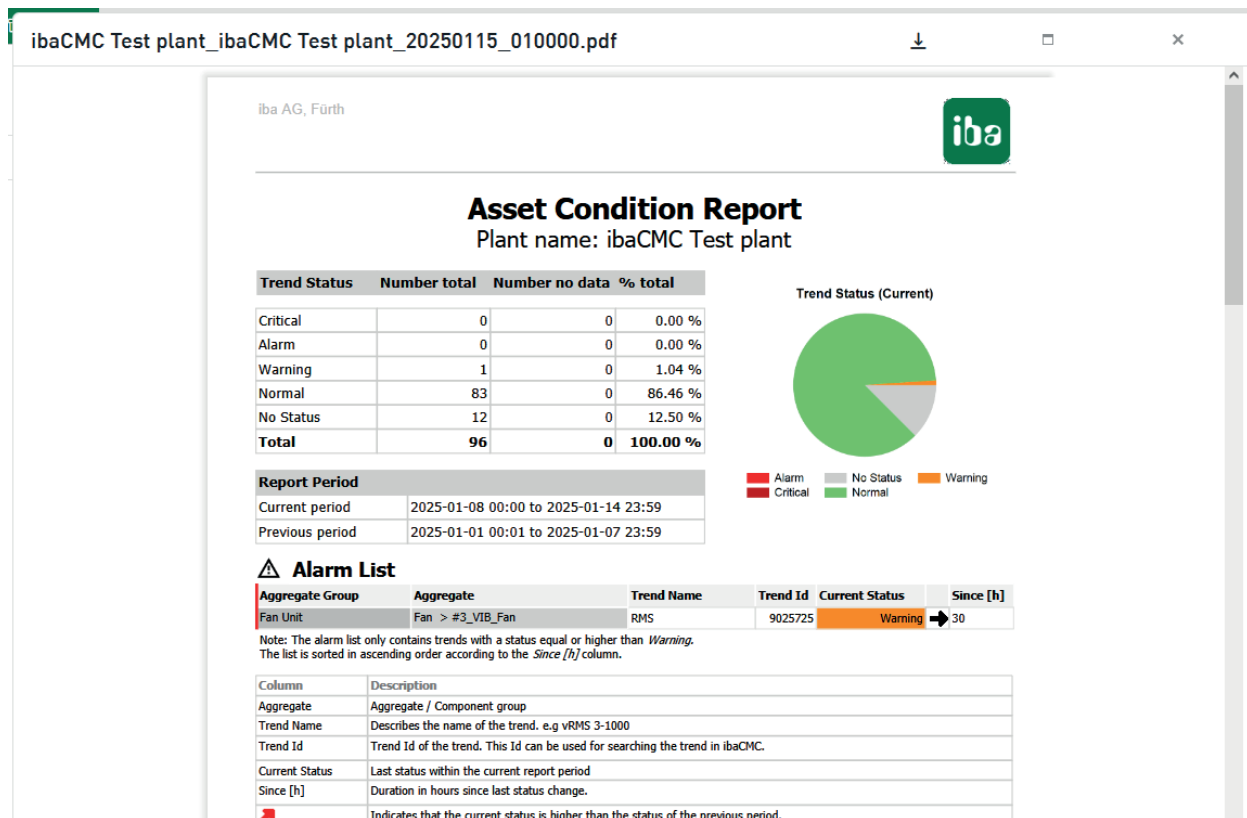 ibaCMC Test plant_ibaCMC Test plant_20250115_010000.pdf
iba AG, Fürth
iba
Asset Condition Report
Plant name: ibaCMC Test plant
Trend Status Number total Number no data % total
Critical 0 0 0.00 %
Alarm 0 0 0.00 %
Warning 1 0 1.04 %
Normal 83 0 86.46 %
No Status 12 0 12.50 %
Total 96 0 100.00 %
Trend Status (Current)
Alarm No Status Warning
Critical Normal
Report Period
Current period 2025-01-08 00:00 to 2025-01-14 23:59
Previous period 2025-01-01 00:01 to 2025-01-07 23:59
Alarm List
Aggregate Group Aggregate Trend Name Trend Id Current Status Since [h]
Fan Unit Fan > #3_VIB_Fan RMS 9025725 Warning 30
Note: The alarm list only contains trends with a status equal or higher than Warning.
The list is sorted in ascending order according to the Since [h] column.
Column Description
Aggregate Aggregate / Component group
Trend Name Describes the name of the trend. e.g vRMS 3-1000
Trend Id Trend Id of the trend. This Id can be used for searching the trend in ibaCMC.
Current Status Last status within the current report period
Since [h] Duration in hours since last status change.
Indicates that the current status is higher than the status of the previous period.